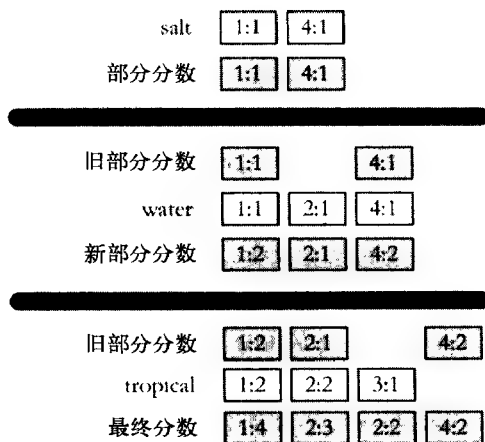 salt 1:1 4:1
部分分数 1:1 4:1
旧部分分数 1:1 4:1
water 1:1 2:1 4:1
新部分分数 1:2 2:1 4:2
旧部分分数 1:2 2:1 4:2
tropical 1:2 2:2 3:1
最终分数 1:4 2:3 2:2 4:2